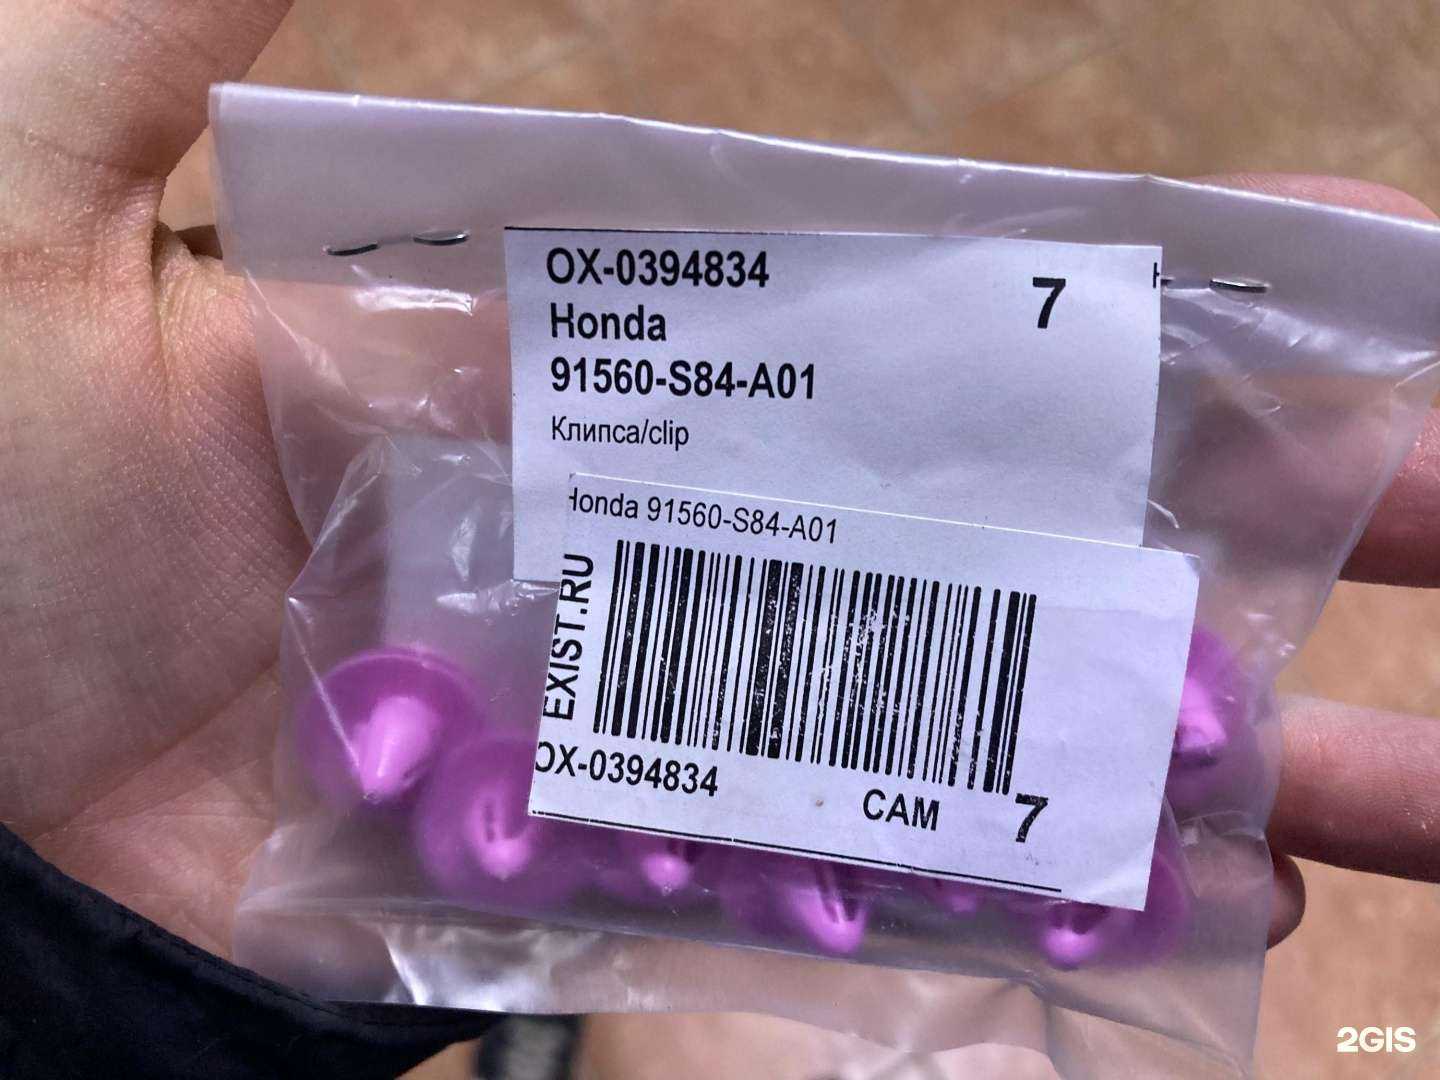 OX-0394834
7
Honda
91560-S84-A01
Клипса/clip
Honda 91560-S84-A01
EXIST.RU
OX-0394834
САМ
7
2GIS